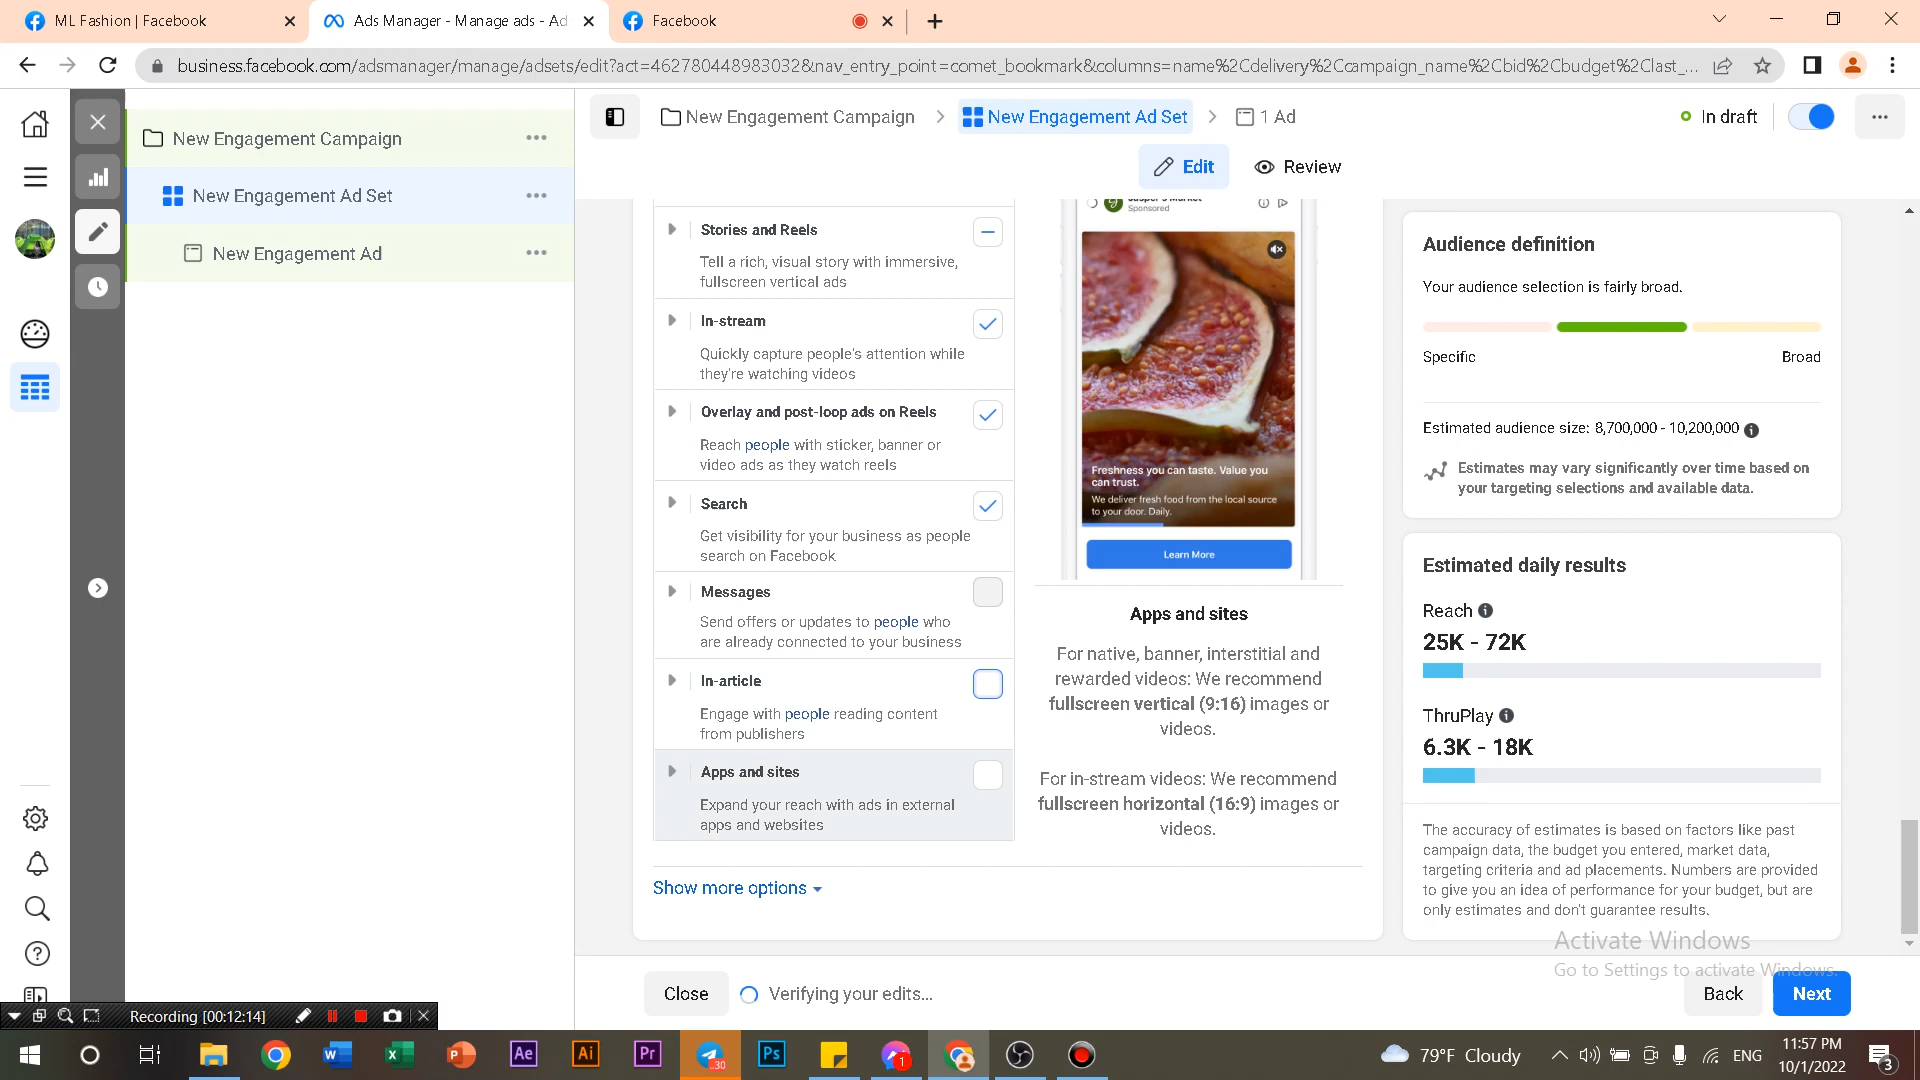 ML Fashion | Facebook
Ads Manager - Manage ads - Ad
Facebook
business.facebook.com/adsmanager/manage/adsets/edit?act=462780448983032&nav_entry_point=comet_bookmark&columns=name%2Cdelivery%2Ccampaign_name%2Cbid%2Cbudget%2Clast_...
New Engagement Campaign
New Engagement Ad Set
New Engagement Ad
New Engagement Campaign
New Engagement Ad Set
1 Ad
In draft
Edit
Review
Stories and Reels
Tell a rich, visual story with immersive,
fullscreen vertical ads
In-stream
Quickly capture people's attention while
they're watching videos
Overlay and post-loop ads on Reels
Reach people with sticker, banner or
video ads as they watch reels
Search
Get visibility for your business as people
search on Facebook
Messages
Send offers or updates to people who
are already connected to your business
In-article
Engage with people reading content
from publishers
Apps and sites
Expand your reach with ads in external
apps and websites
Show more options
Jasper's Market
Sponsored
Freshness you can taste. Value you
can trust.
We deliver fresh food from the local source
to your door. Daily.
Learn More
Apps and sites
For native, banner, interstitial and
rewarded videos: We recommend
fullscreen vertical (9:16) images or
videos.
For in-stream videos: We recommend
fullscreen horizontal (16:9) images or
videos.
Audience definition
Your audience selection is fairly broad.
Specific
Broad
Estimated audience size: 8,700,000 - 10,200,000
Estimates may vary significantly over time based on
your targeting selections and available data.
Estimated daily results
Reach
25K - 72K
ThruPlay
6.3K - 18K
The accuracy of estimates is based on factors like past
campaign data, the budget you entered, market data,
targeting criteria and ad placements. Numbers are provided
to give you an idea of performance for your budget, but are
only estimates and don't guarantee results.
Activate Windows
Go to Settings to activate Windows.
Close
Verifying your edits...
Back
Next
Recording [00:12:14]
79°F Cloudy
ENG
11:57 PM
10/1/2022
3
W
X
P
Ae
Ai
Pr
..30
Ps
1